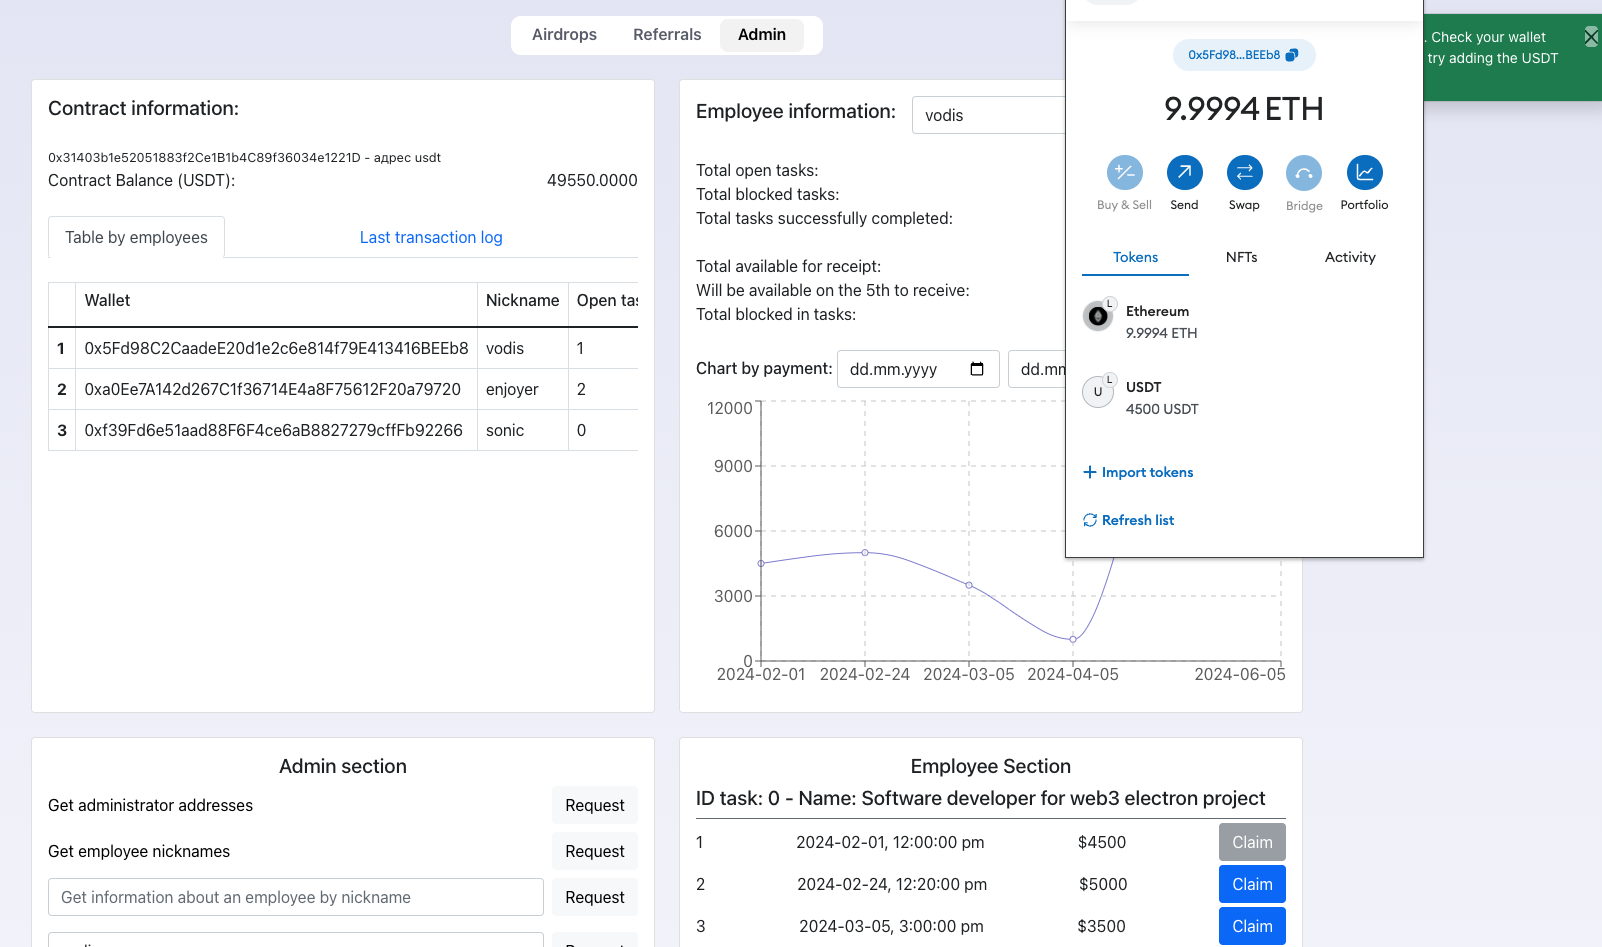 Airdrops Referrals Admin
Contract information:
0x31403b1e52051883f2Ce1B1b4C89f36034e1221D - адрес usdt
Contract Balance (USDT): 49550.0000
Table by employees Last transaction log
Wallet Nickname Open tas
1 0x5Fd98C2CaadeE20d1e2c6e814f79E413416BEEb8 vodis 1
2 0xa0Ee7A142d267C1f36714E4a8F75612F20a79720 enjoyer 2
3 0xf39Fd6e51aad88F6F4ce6aB8827279cffFb92266 sonic 0
Employee information: vodis
Total open tasks:
Total blocked tasks:
Total tasks successfully completed:
Total available for receipt:
Will be available on the 5th to receive:
Total blocked in tasks:
Chart by payment: dd.mm.yyyy dd.mm
12000
9000
6000
3000
0
2024-02-01 2024-02-24 2024-03-05 2024-04-05 2024-06-05
0x5Fd98...BEEb8
9.9994 ETH
Buy & Sell Send Swap Bridge Portfolio
Tokens NFTs Activity
L
Ethereum
9.9994 ETH
L
U
USDT
4500 USDT
+ Import tokens
Refresh list
. Check your wallet
try adding the USDT
Admin section
Get administrator addresses Request
Get employee nicknames Request
Get information about an employee by nickname Request
Employee Section
ID task: 0 - Name: Software developer for web3 electron project
1 2024-02-01, 12:00:00 pm $4500 Claim
2 2024-02-24, 12:20:00 pm $5000 Claim
3 2024-03-05, 3:00:00 pm $3500 Claim